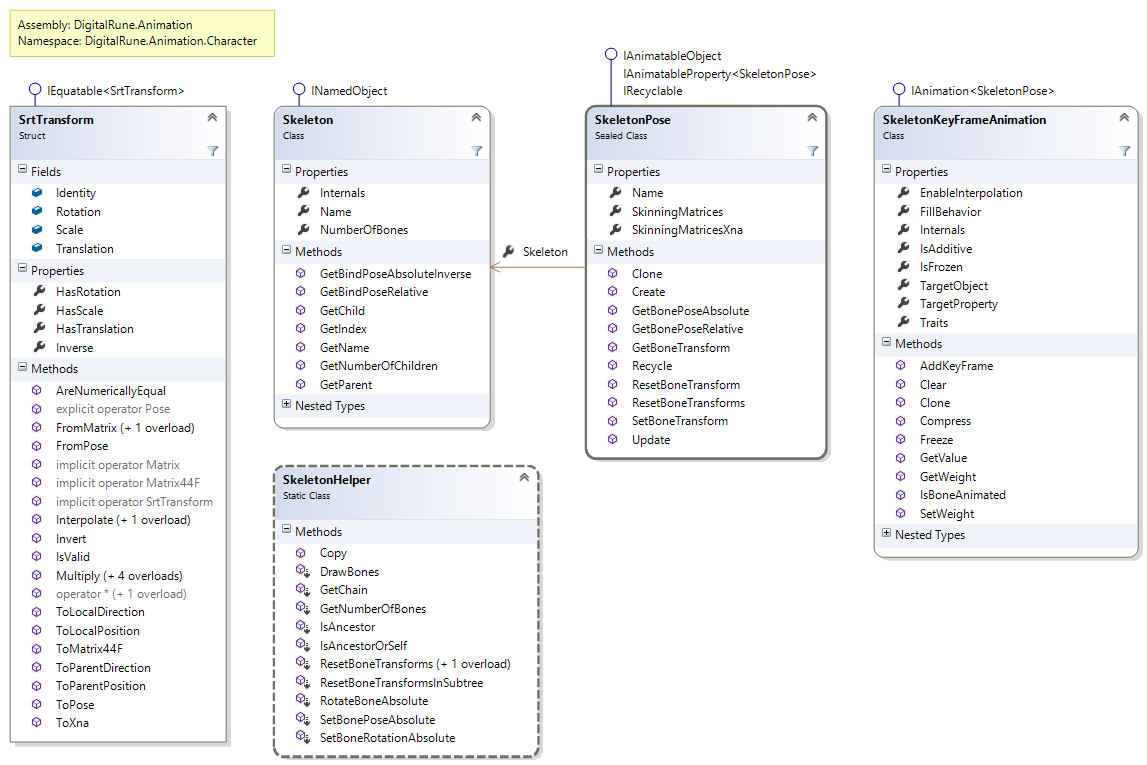 Assembly: DigitalRune.Animation
Namespace: DigitalRune.Animation.Character
IEquatable<SrtTransform>
SrtTransform
Struct
Fields
Identity
Rotation
Scale
Translation
Properties
HasRotation
HasScale
HasTranslation
Inverse
Methods
AreNumericallyEqual
explicit operator Pose
FromMatrix (+ 1 overload)
FromPose
implicit operator Matrix
implicit operator Matrix44F
implicit operator SrtTransform
Interpolate (+ 1 overload)
Invert
IsValid
Multiply (+ 4 overloads)
operator * (+ 1 overload)
ToLocalDirection
ToLocalPosition
ToMatrix44F
ToParentDirection
ToParentPosition
ToPose
ToXna
INamedObject
Skeleton
Class
Properties
Internals
Name
NumberOfBones
Methods
GetBindPoseAbsoluteInverse
GetBindPoseRelative
GetChild
GetIndex
GetName
GetNumberOfChildren
GetParent
Nested Types
Skeleton
SkeletonHelper
Static Class
Methods
Copy
DrawBones
GetChain
GetNumberOfBones
IsAncestor
IsAncestorOrSelf
ResetBoneTransforms (+ 1 overload)
ResetBoneTransformsInSubtree
RotateBoneAbsolute
SetBonePoseAbsolute
SetBoneRotationAbsolute
IAnimatableObject
IAnimatableProperty<SkeletonPose>
IRecyclable
SkeletonPose
Sealed Class
Properties
Name
SkinningMatrices
SkinningMatricesXna
Methods
Clone
Create
GetBonePoseAbsolute
GetBonePoseRelative
GetBoneTransform
Recycle
ResetBoneTransform
ResetBoneTransforms
SetBoneTransform
Update
IAnimation<SkeletonPose>
SkeletonKeyFrameAnimation
Class
Properties
EnableInterpolation
FillBehavior
Internals
IsAdditive
IsFrozen
TargetObject
TargetProperty
Traits
Methods
AddKeyFrame
Clear
Clone
Compress
Freeze
GetValue
GetWeight
IsBoneAnimated
SetWeight
Nested Types